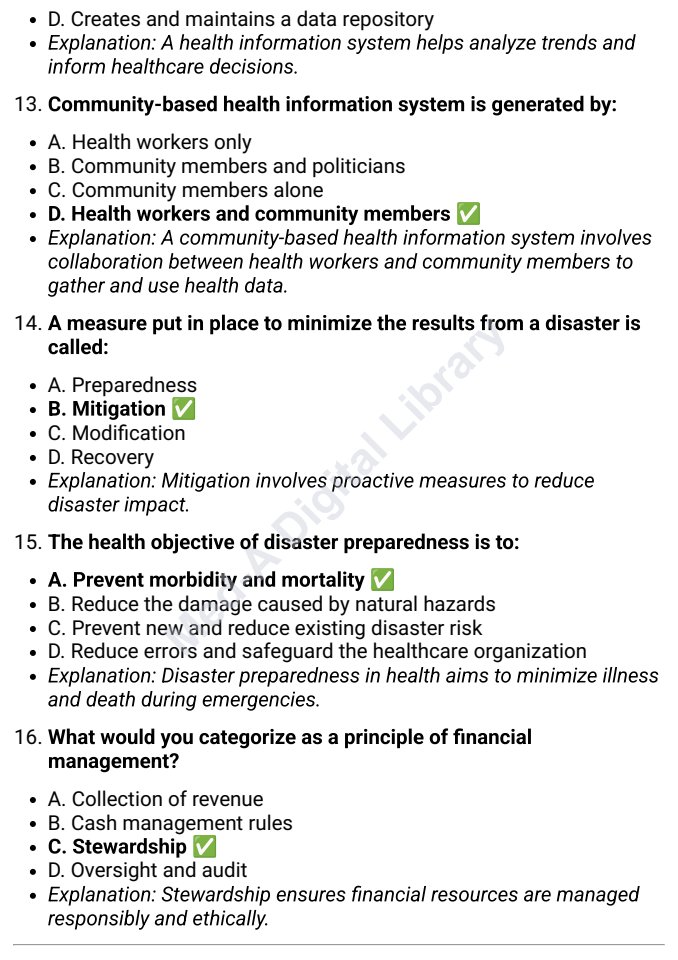 • D. Creates and maintains a data repository
• Explanation: A health information system helps analyze trends and
inform healthcare decisions.
13. Community-based health information system is generated by:
• A. Health workers only
• B. Community members and politicians
• C. Community members alone
• D. Health workers and community members ✅
• Explanation: A community-based health information system involves
collaboration between health workers and community members to
gather and use health data.
14. A measure put in place to minimize the results from a disaster is
called:
• A. Preparedness
• B. Mitigation ✅
• C. Modification
• D. Recovery
• Explanation: Mitigation involves proactive measures to reduce
disaster impact.
15. The health objective of disaster preparedness is to:
• A. Prevent morbidity and mortality ✅
• B. Reduce the damage caused by natural hazards
• C. Prevent new and reduce existing disaster risk
• D. Reduce errors and safeguard the healthcare organization
• Explanation: Disaster preparedness in health aims to minimize illness
and death during emergencies.
16. What would you categorize as a principle of financial
management?
• A. Collection of revenue
• B. Cash management rules
• C. Stewardship ✅
• D. Oversight and audit
• Explanation: Stewardship ensures financial resources are managed
responsibly and ethically.
Digital Library